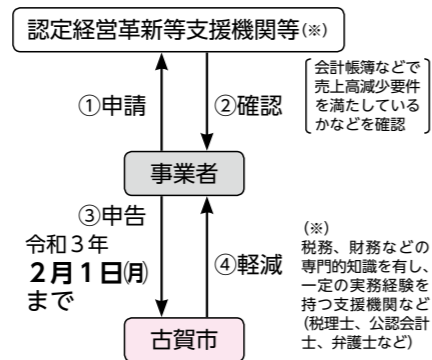 認定経営革新等支援機関等(※)
①申請
②確認
会計帳簿などで
売上高減少要件
を満たしている
かなどを確認
事業者
③申告
令和３年
２月１日㈪
まで
④軽減
(※)
税務、財務などの
専門的知識を有し、
一定の実務経験を
持つ支援機関など
(税理士、公認会計
士、弁護士など)
古賀市